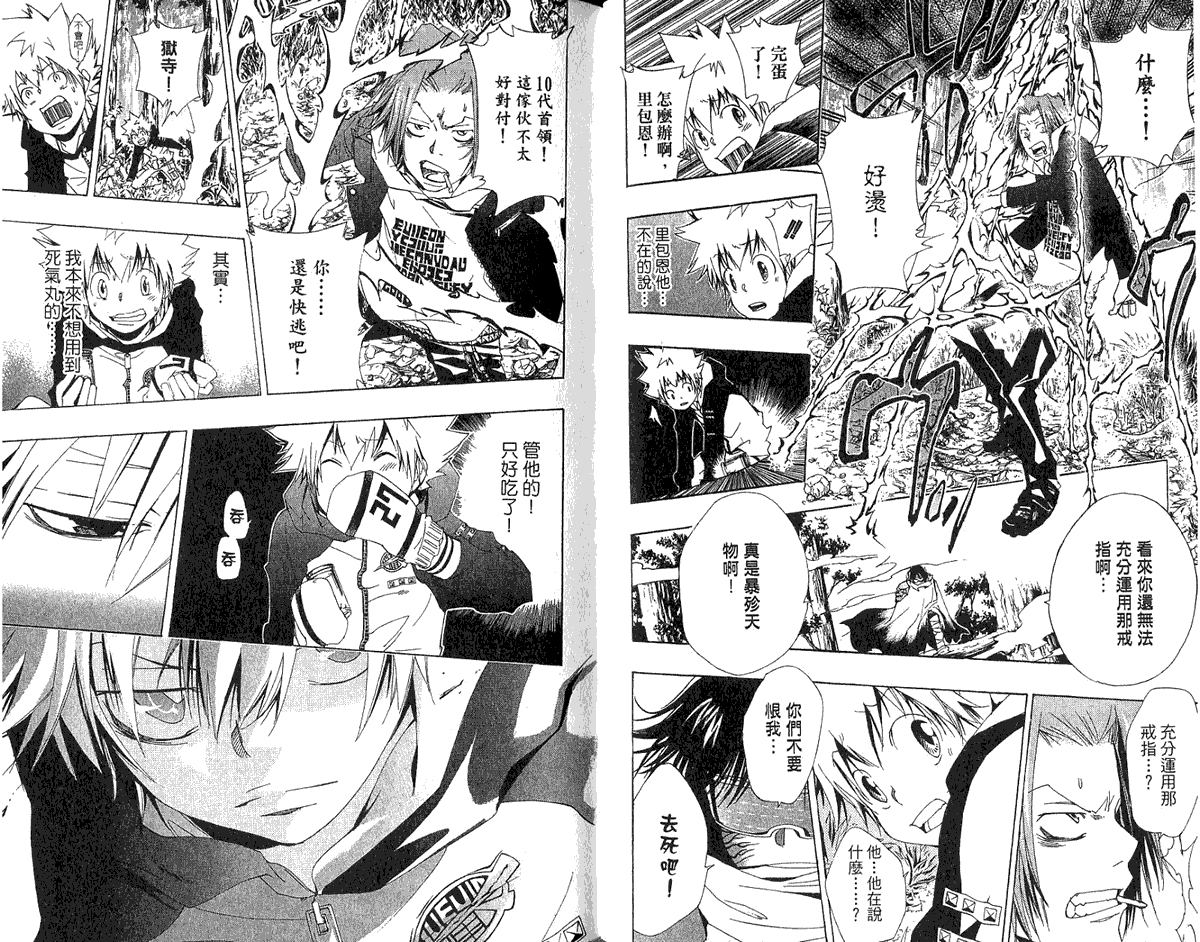 什麼…！
好燙！
完蛋
了！
怎麼辦啊，
里包恩！
!!
里包恩他…
不在的說…
看來你還無法
充分運用那戒
指啊…
真是暴殄天
物啊！
充分運用那
戒指…？
他…他在說
什麼……？
你們不要
恨我…
去死吧！
10代首領！
這傢伙不太
好對付！
獄寺！
不會吧！
你……
還是快逃吧！
其實…
我本來不想用到
死氣丸的……
管他的！
只好吃了！
27
吞
吞